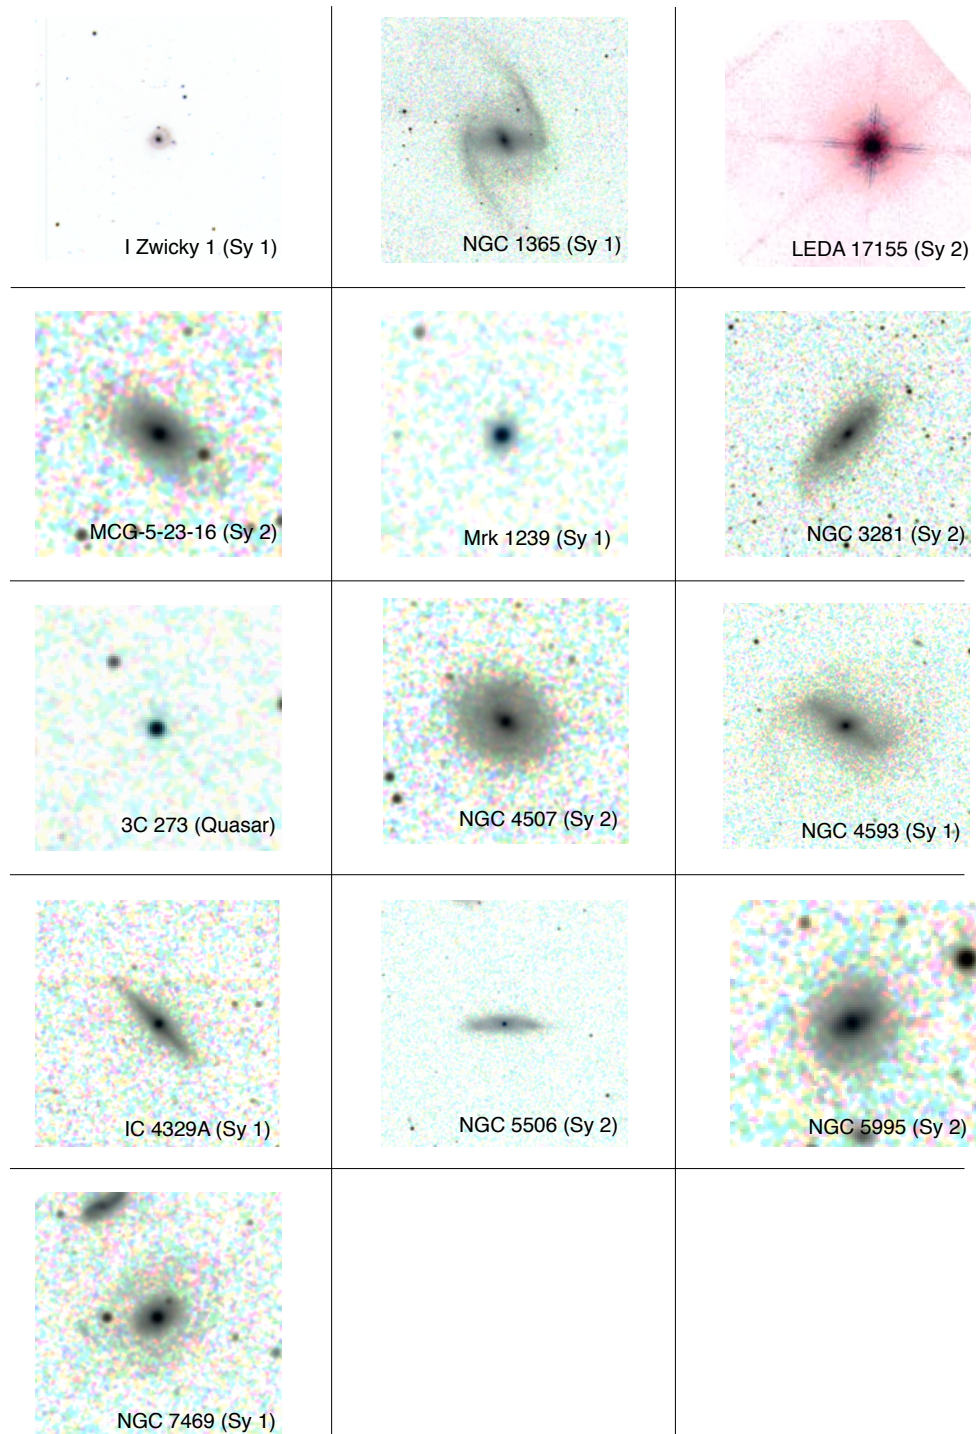 I Zwicky 1 (Sy 1)
NGC 1365 (Sy 1)
LEDA 17155 (Sy 2)
MCG-5-23-16 (Sy 2)
Mrk 1239 (Sy 1)
NGC 3281 (Sy 2)
3C 273 (Quasar)
NGC 4507 (Sy 2)
NGC 4593 (Sy 1)
IC 4329A (Sy 1)
NGC 5506 (Sy 2)
NGC 5995 (Sy 2)
NGC 7469 (Sy 1)